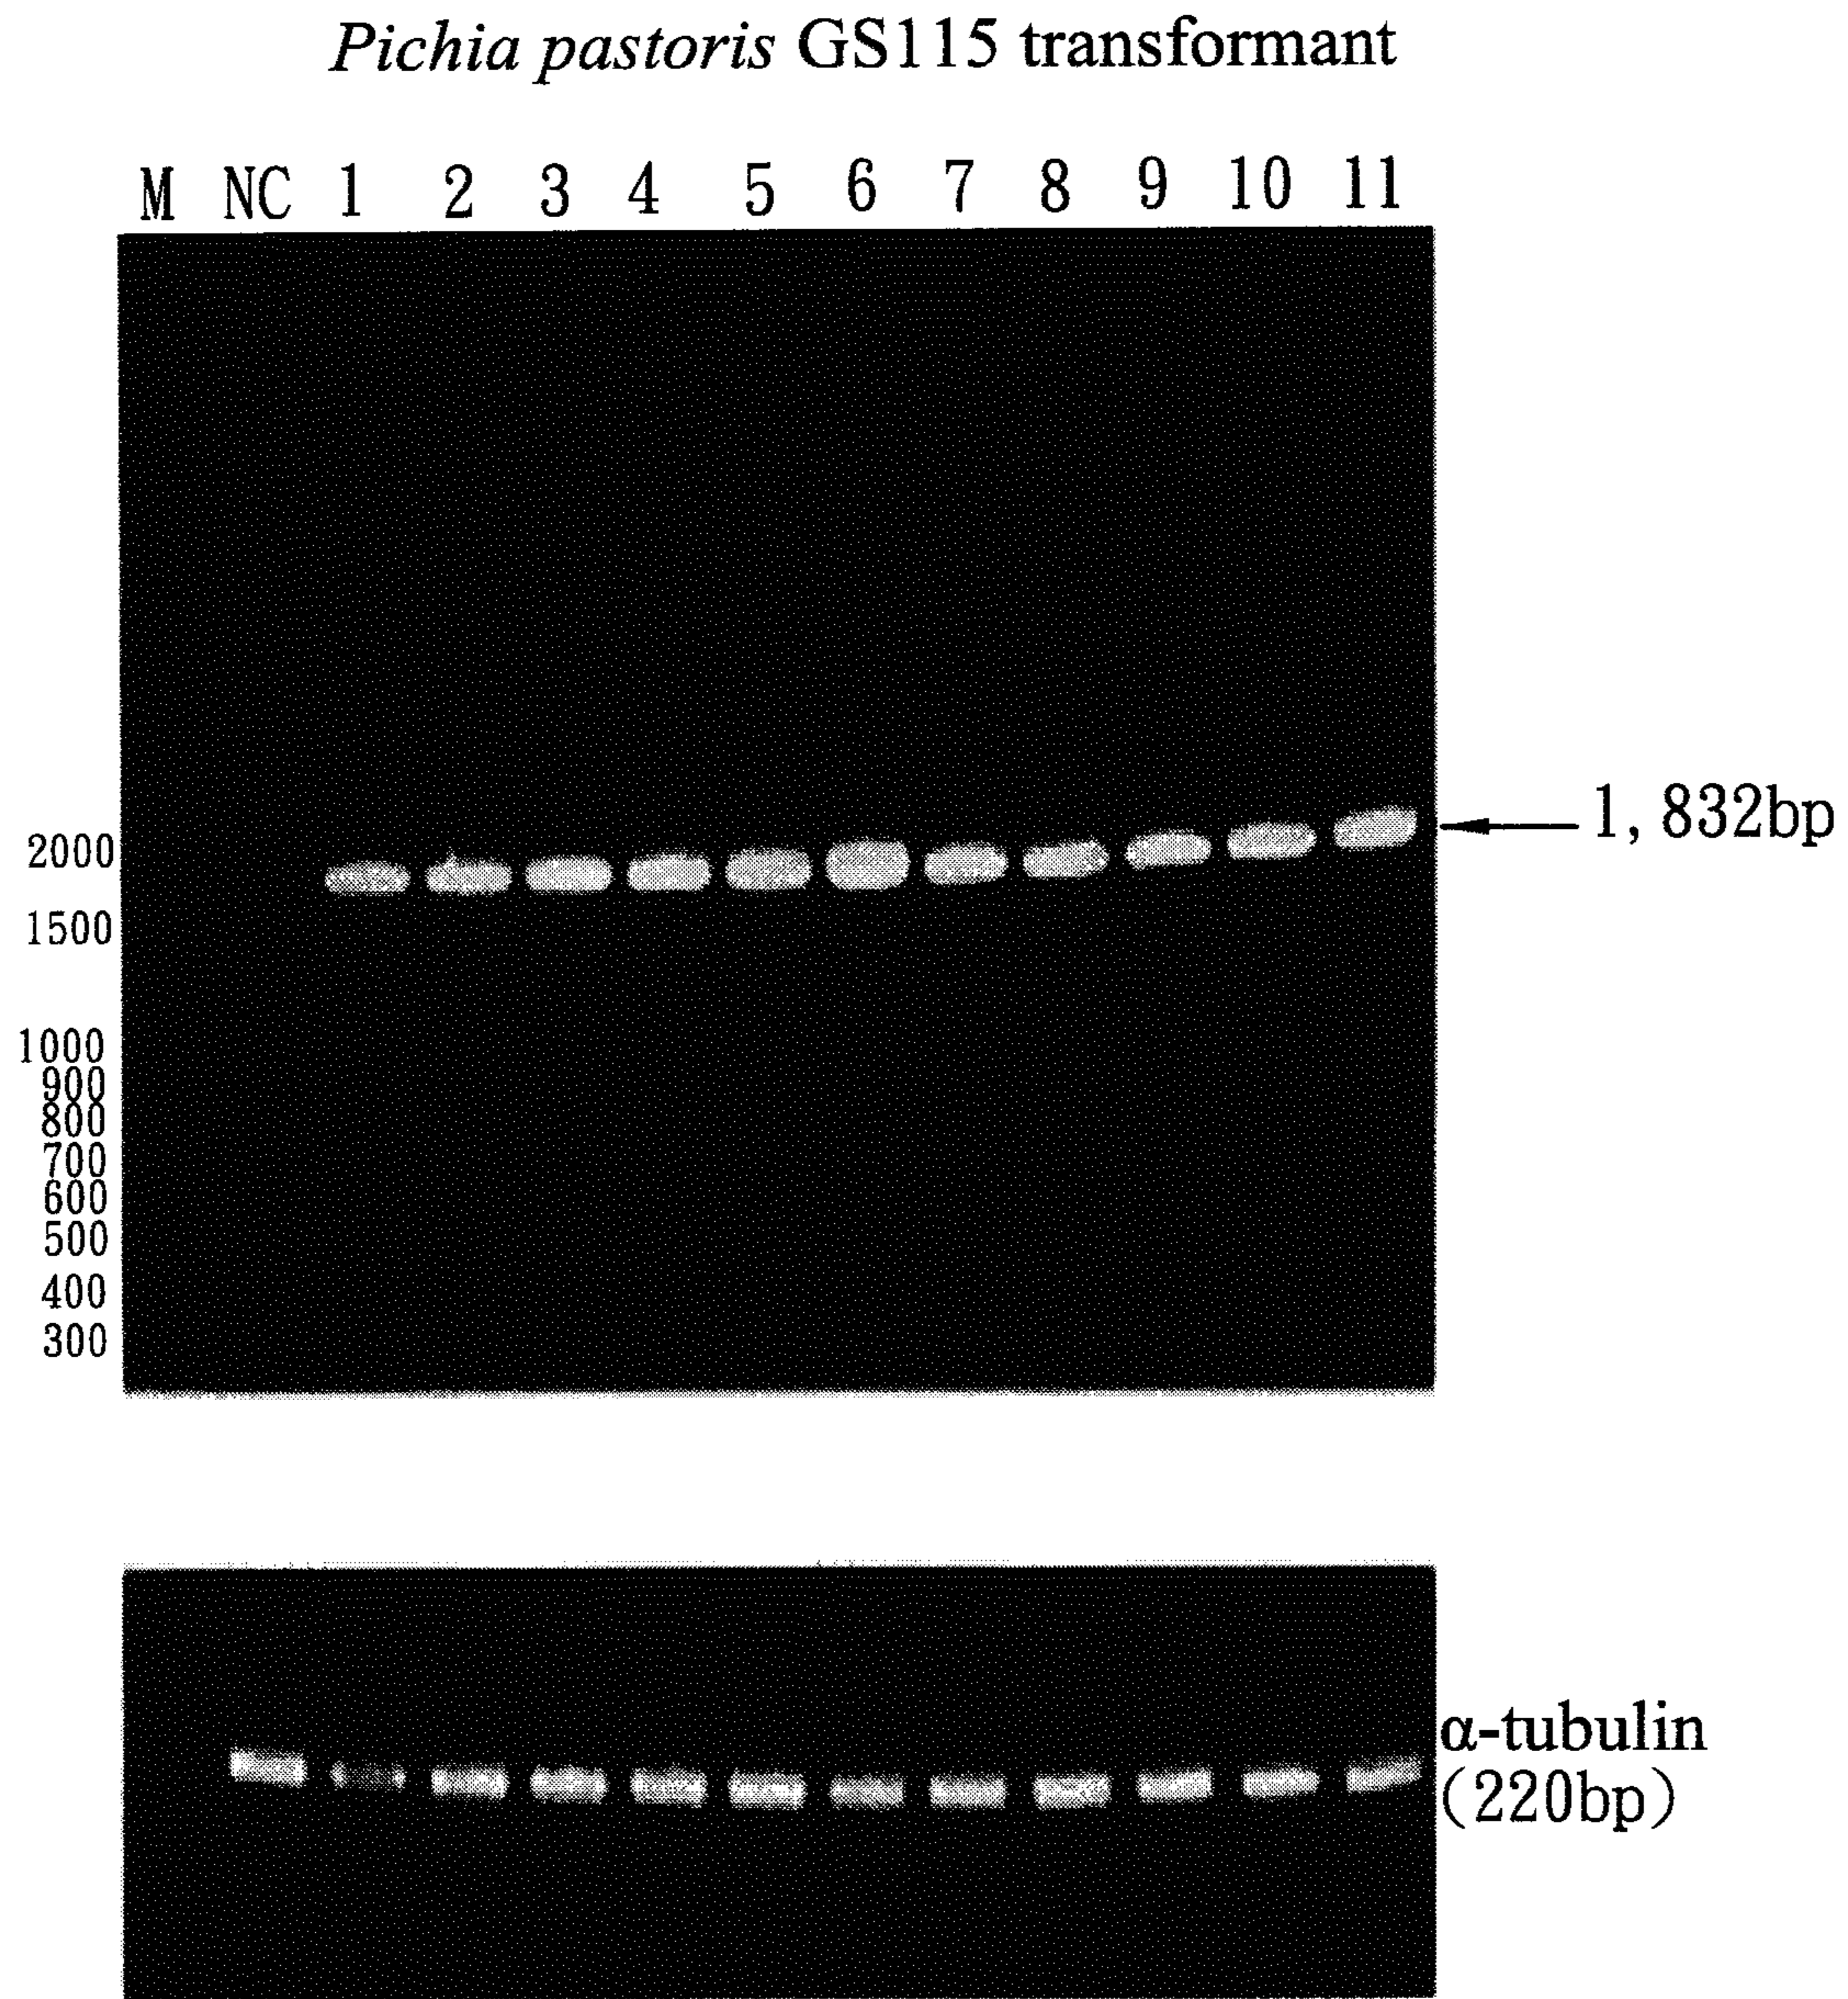 Pichia pastoris GS115 transformant
M NC 1 2 3 4 5 6 7 8 9 10 11
1,832bp
2000
1500
1000
900
800
700
600
500
400
300
α-tubulin
(220bp)